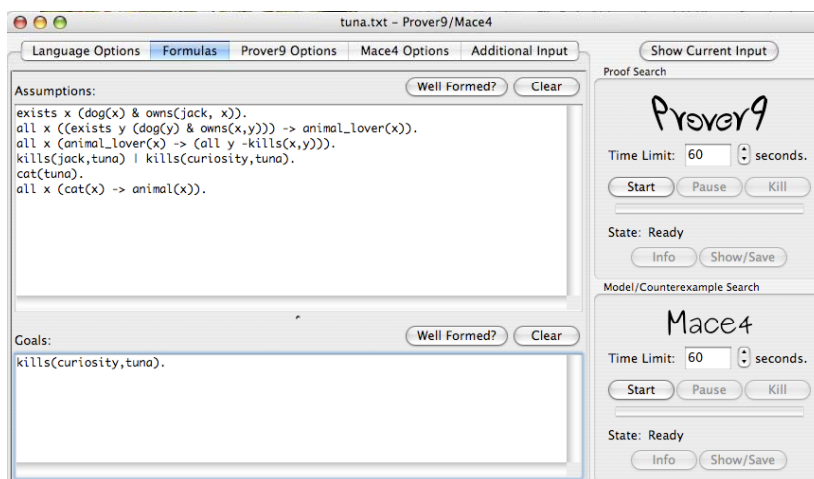 tuna.txt – Prover9/Mace4
Language Options Formulas Prover9 Options Mace4 Options Additional Input
Show Current Input
Assumptions:
Well Formed? Clear
exists x (dog(x) & owns(jack, x)).
all x ((exists y (dog(y) & owns(x,y))) -> animal_lover(x)).
all x (animal_lover(x) -> (all y -kills(x,y))).
kills(jack,tuna) | kills(curiosity,tuna).
cat(tuna).
all x (cat(x) -> animal(x)).
Goals:
Well Formed? Clear
kills(curiosity,tuna).
Proof Search
Prover9
Time Limit: 60 seconds.
Start Pause Kill
State: Ready
Info Show/Save
Model/Counterexample Search
Mace4
Time Limit: 60 seconds.
Start Pause Kill
State: Ready
Info Show/Save